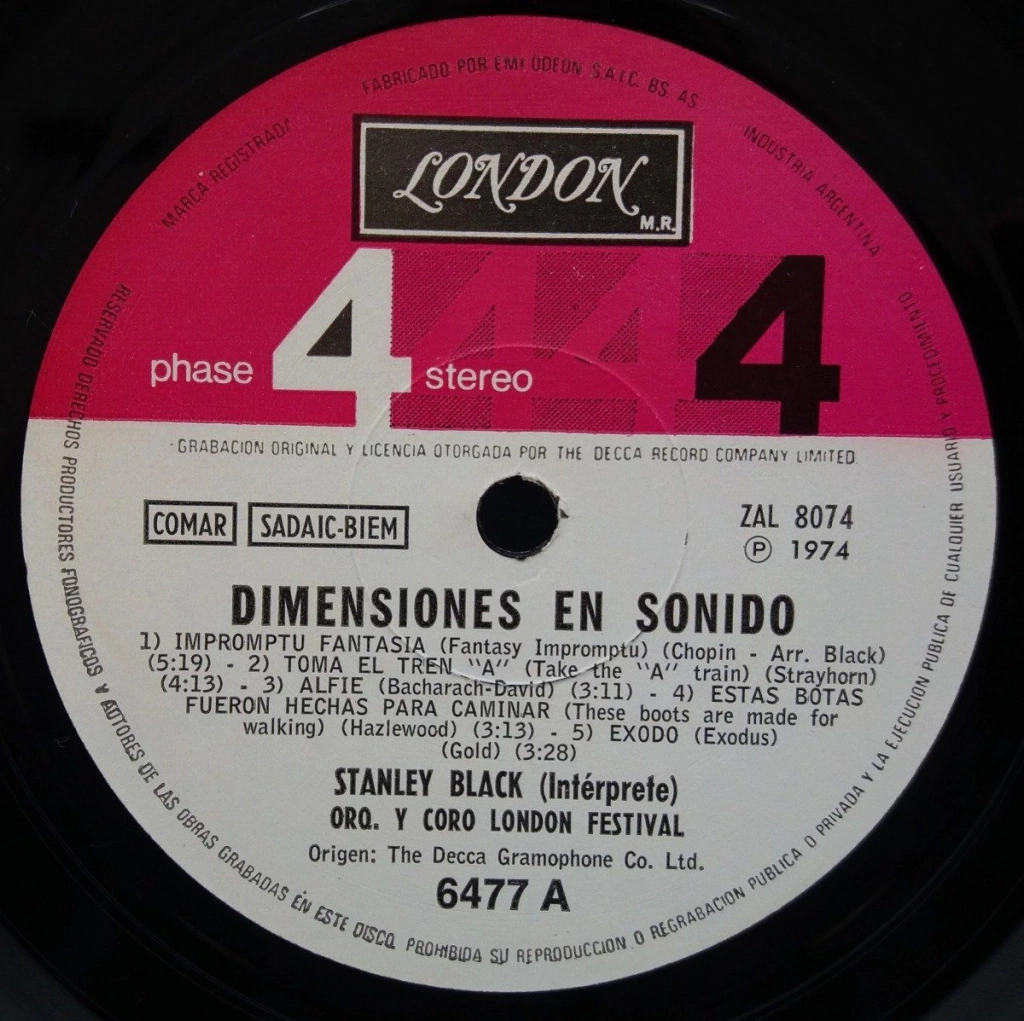 FABRICADO POR EMI ODEON S.A.I.C. BS. AS
MARCA REGISTRADA
INDUSTRIA ARGENTINA
LONDON
M.R.
phase 4 stereo
4 4 4
GRABACION ORIGINAL Y LICENCIA OTORGADA POR THE DECCA RECORD COMPANY LIMITED.
COMAR SADAIC-BIEM
ZAL 8074
Ⓟ 1974
DIMENSIONES EN SONIDO
1) IMPROMPTU FANTASIA (Fantasy Impromptu) (Chopin - Arr. Black)
(5:19) - 2) TOMA EL TREN "A" (Take the "A" train) (Strayhorn)
(4:13) - 3) ALFIE (Bacharach-David) (3:11) - 4) ESTAS BOTAS
FUERON HECHAS PARA CAMINAR (These boots are made for
walking) (Hazlewood) (3:13) - 5) EXODO (Exodus)
(Gold) (3:28)
STANLEY BLACK (Intérprete)
ORQ. Y CORO LONDON FESTIVAL
Origen: The Decca Gramophone Co. Ltd.
6477 A
RESERVADO DERECHOS PRODUCTORES FONOGRAFICOS Y AUTORES DE LAS OBRAS GRABADAS EN ESTE DISCO. PROHIBIDA SU REPRODUCCION O REGRABACION PUBLICA O PRIVADA Y LA EJECUCION PUBLICA DE CUALQUIER USUARIO Y PROCEDIMIENTO